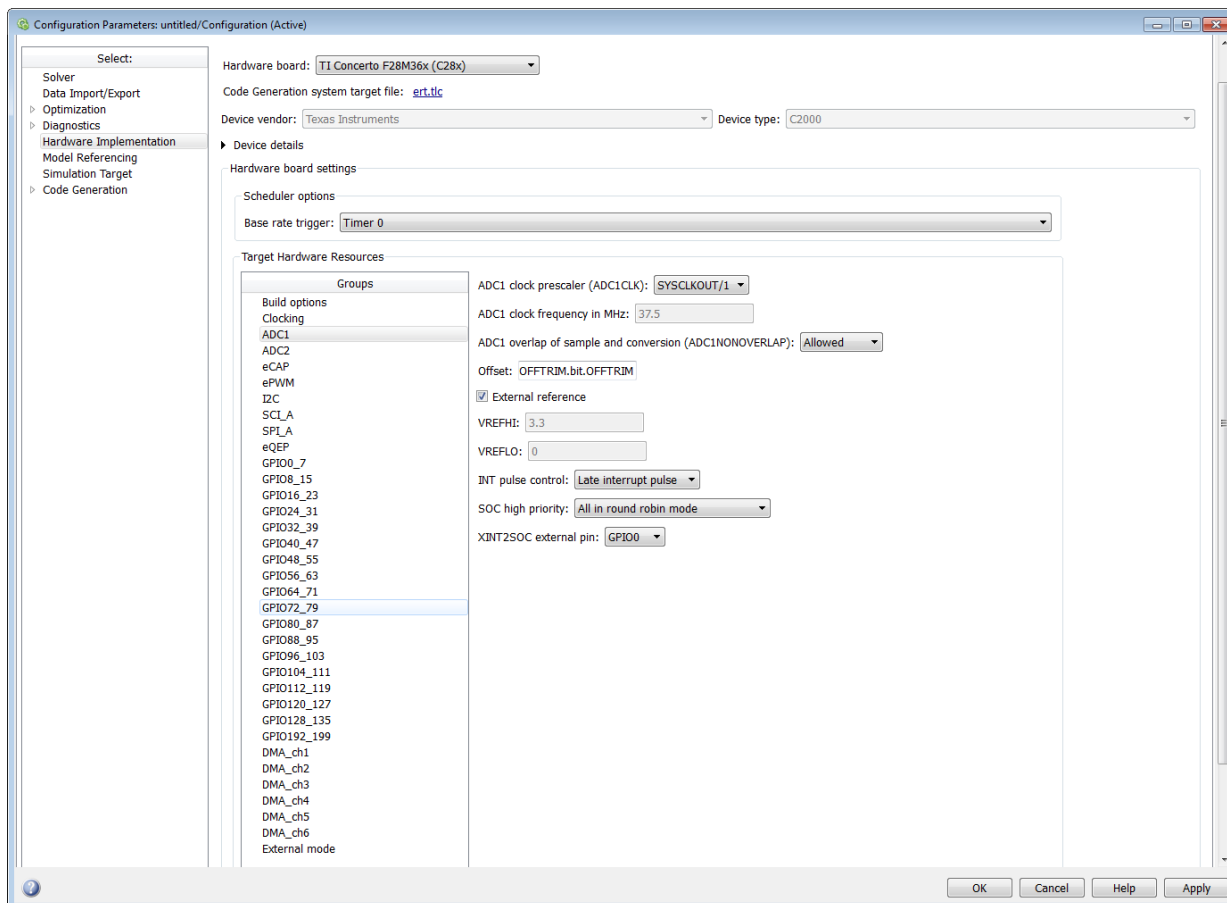 Configuration Parameters: untitled/Configuration (Active)
Select:
Solver
Data Import/Export
Optimization
Diagnostics
Hardware Implementation
Model Referencing
Simulation Target
Code Generation
Hardware board: TI Concerto F28M36x (C28x)
Code Generation system target file: ert.tlc
Device vendor: Texas Instruments Device type: C2000
Device details
Hardware board settings
Scheduler options
Base rate trigger: Timer 0
Target Hardware Resources
Groups
Build options
Clocking
ADC1
ADC2
eCAP
ePWM
I2C
SCI_A
SPI_A
eQEP
GPIO0_7
GPIO8_15
GPIO16_23
GPIO24_31
GPIO32_39
GPIO40_47
GPIO48_55
GPIO56_63
GPIO64_71
GPIO72_79
GPIO80_87
GPIO88_95
GPIO96_103
GPIO104_111
GPIO112_119
GPIO120_127
GPIO128_135
GPIO192_199
DMA_ch1
DMA_ch2
DMA_ch3
DMA_ch4
DMA_ch5
DMA_ch6
External mode
ADC1 clock prescaler (ADC1CLK): SYSCLKOUT/1
ADC1 clock frequency in MHz: 37.5
ADC1 overlap of sample and conversion (ADC1NONOVERLAP): Allowed
Offset: OFFTRIM.bit.OFFTRIM
External reference
VREFHI: 3.3
VREFLO: 0
INT pulse control: Late interrupt pulse
SOC high priority: All in round robin mode
XINT2SOC external pin: GPIO0
OK Cancel Help Apply